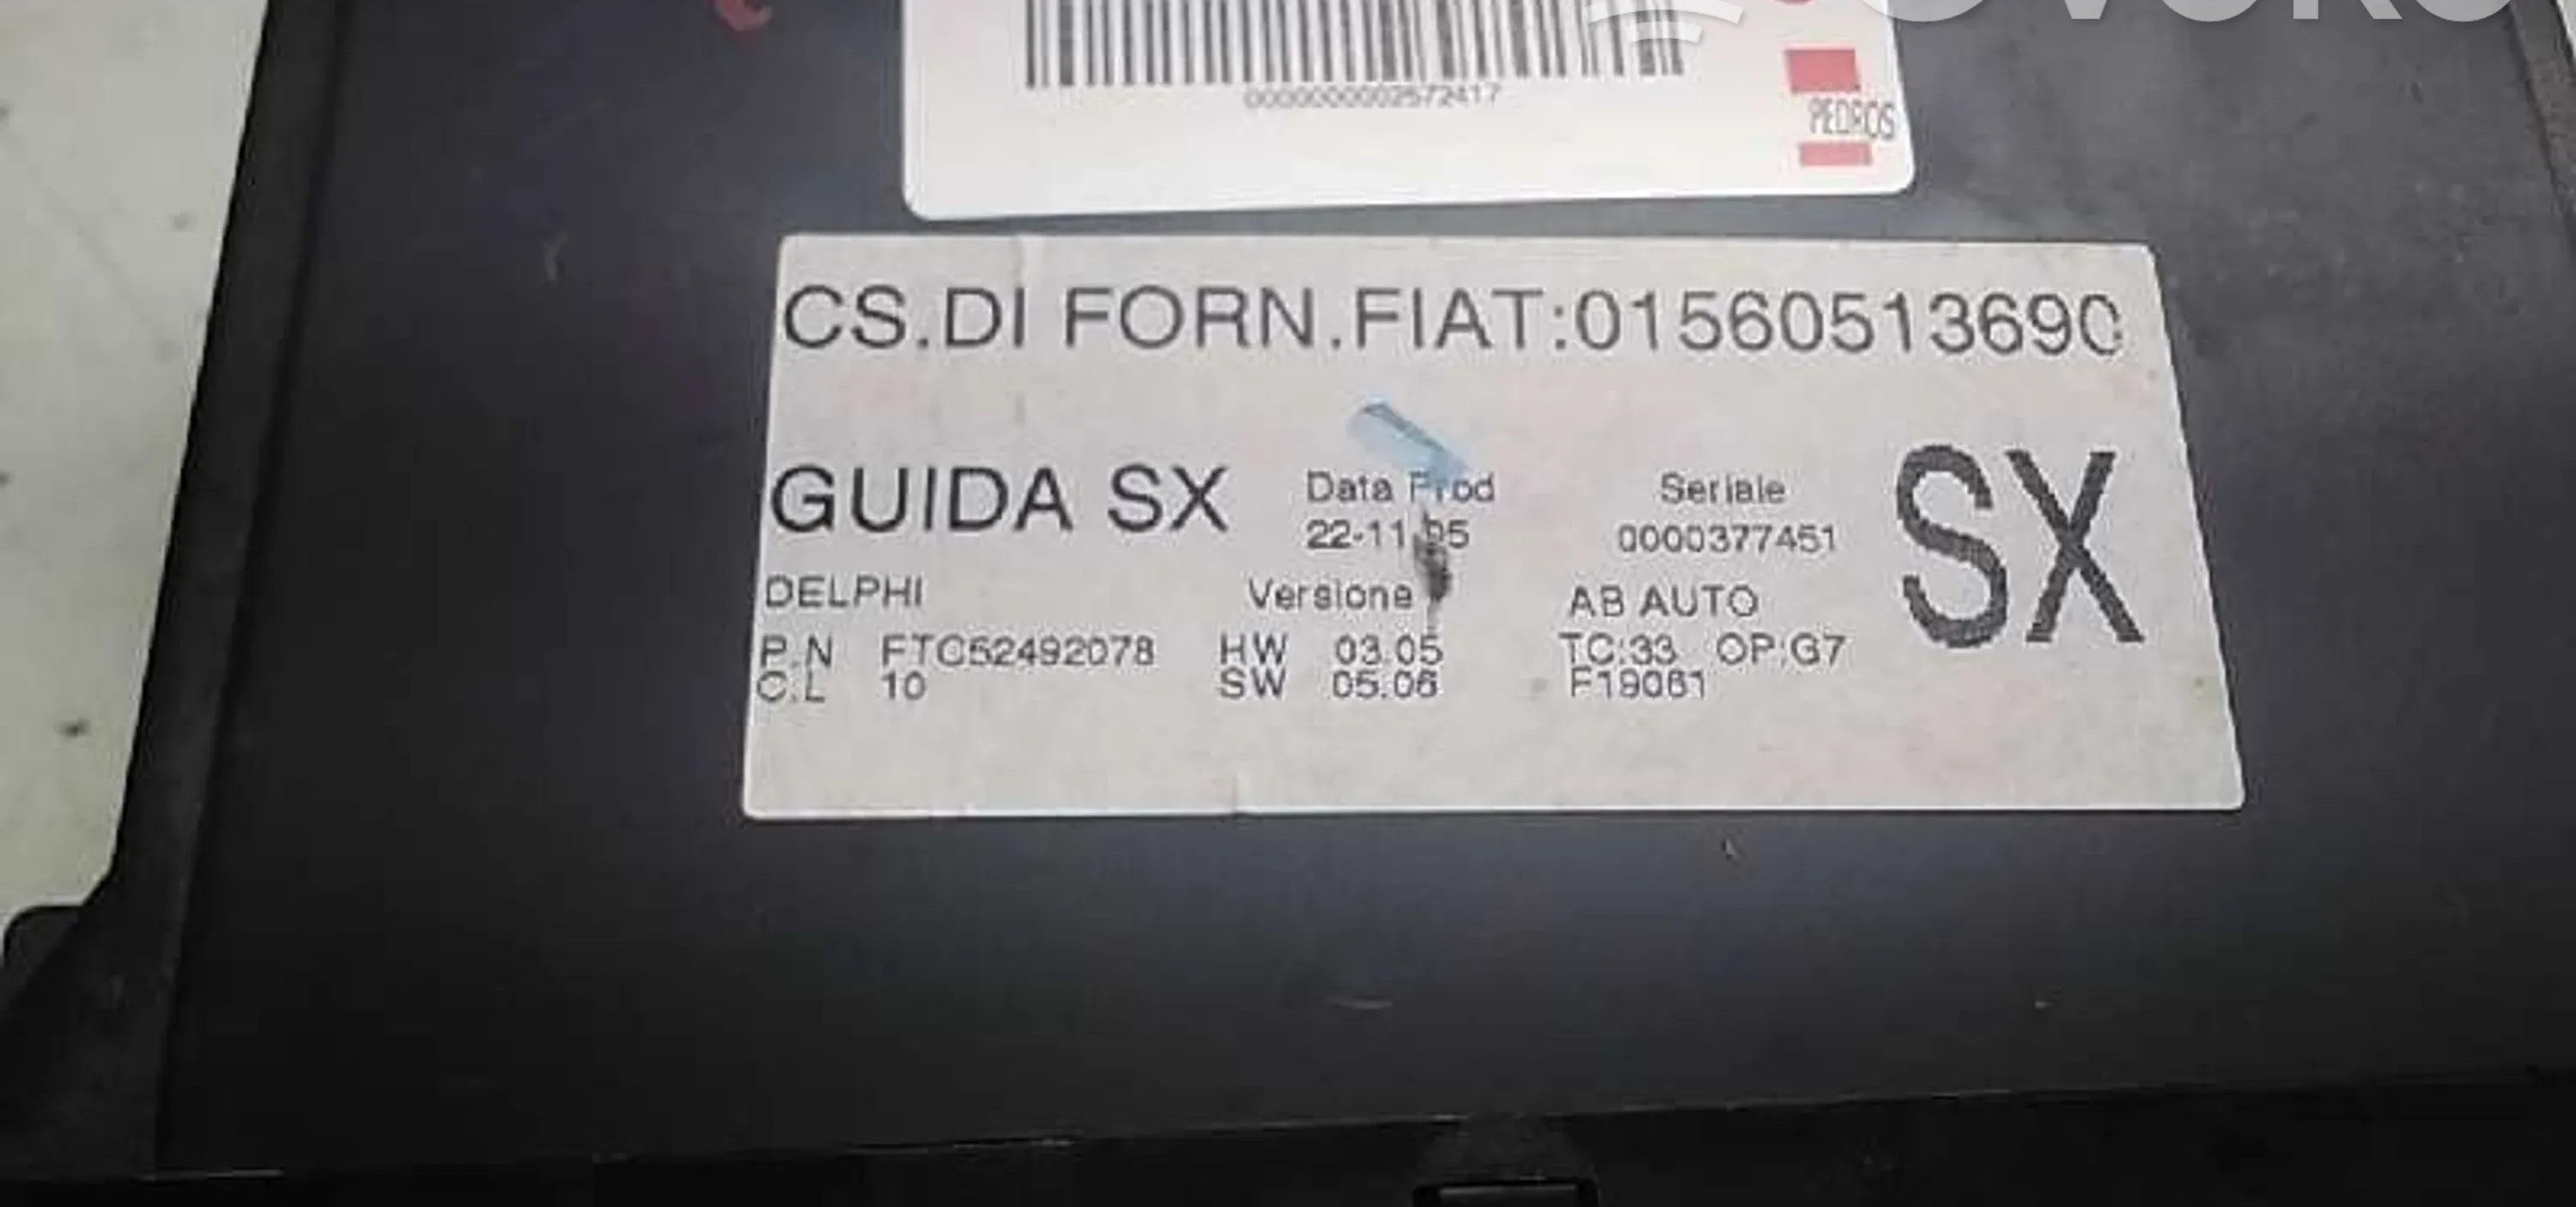 0000000002572417
PEDROS
CS.DI FORN.FIAT:01560513690
GUIDA SX
Data Prod
22-11-05
Seriale
0000377451
SX
DELPHI
Versione
AB AUTO
P.N FTC52492078 HW 03.05 TC:33 OP:G7
C.L 10 SW 05.06 F19061